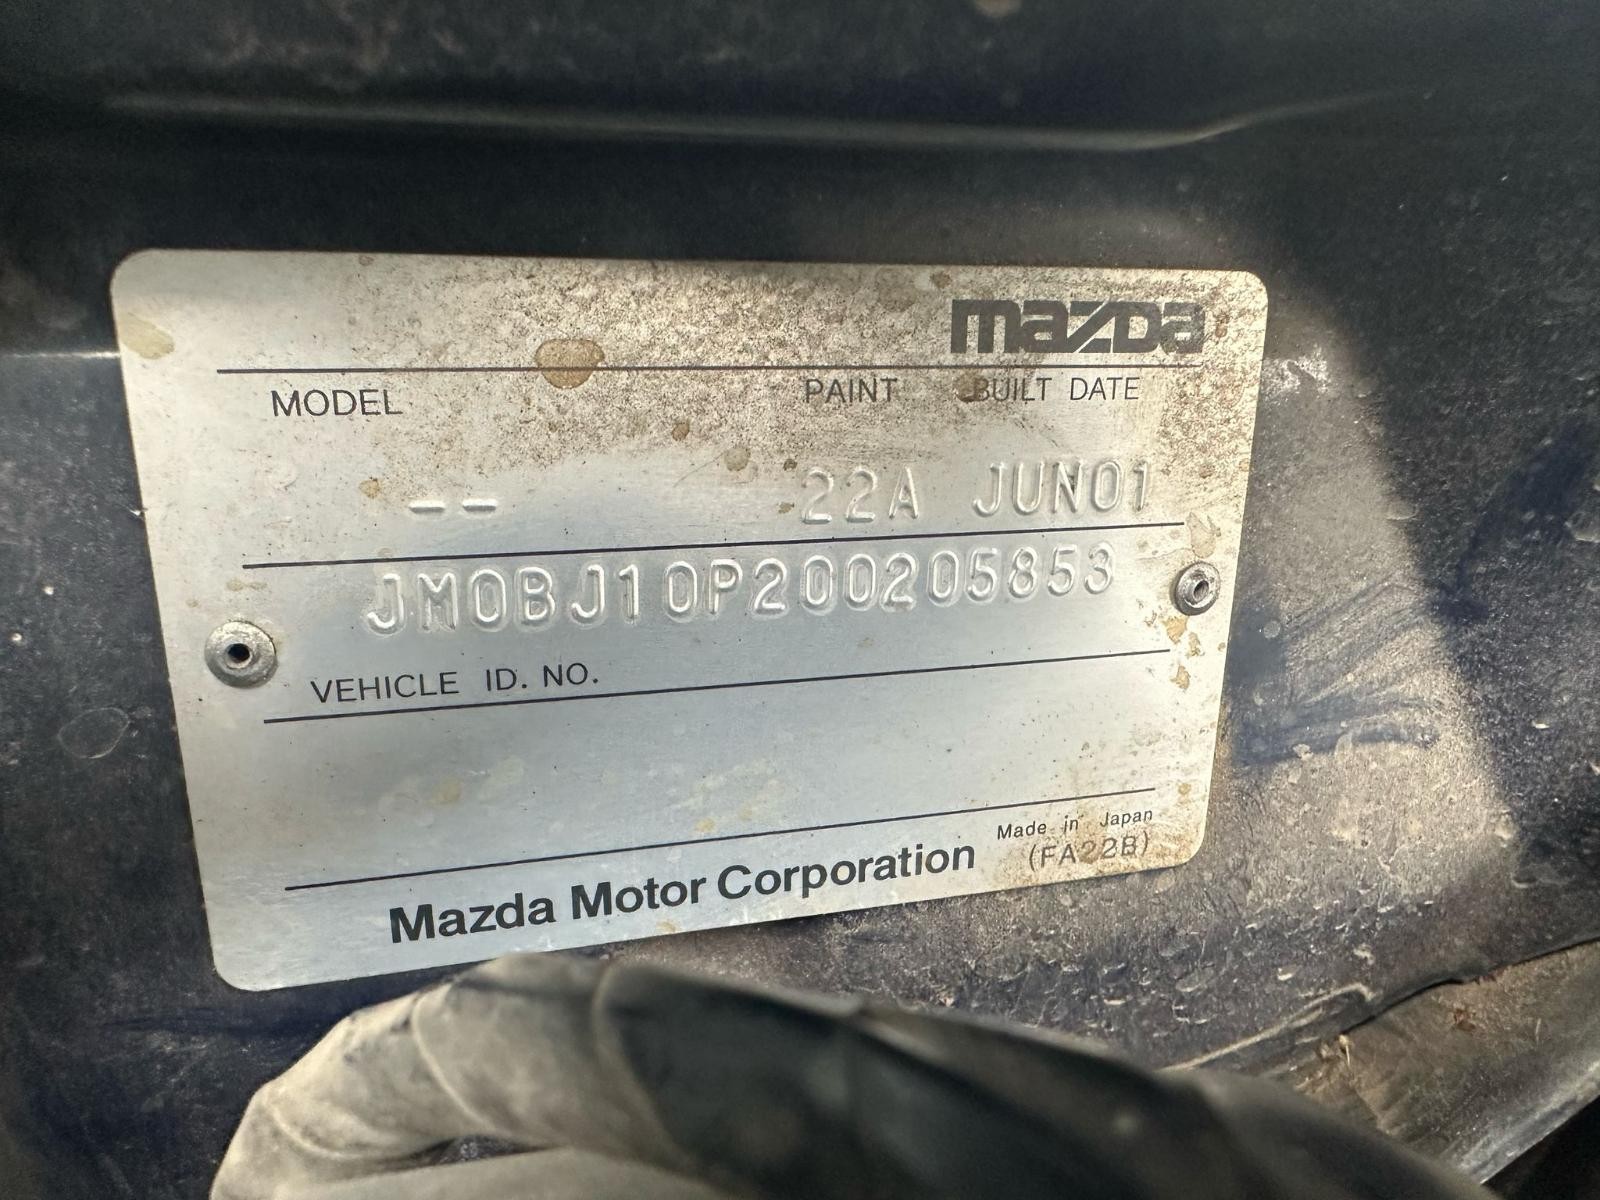 mazda
MODEL PAINT BUILT DATE
-- 22A JUN01
JM0BJ10P200205853
VEHICLE ID. NO.
Made in Japan
Mazda Motor Corporation (FA22B)